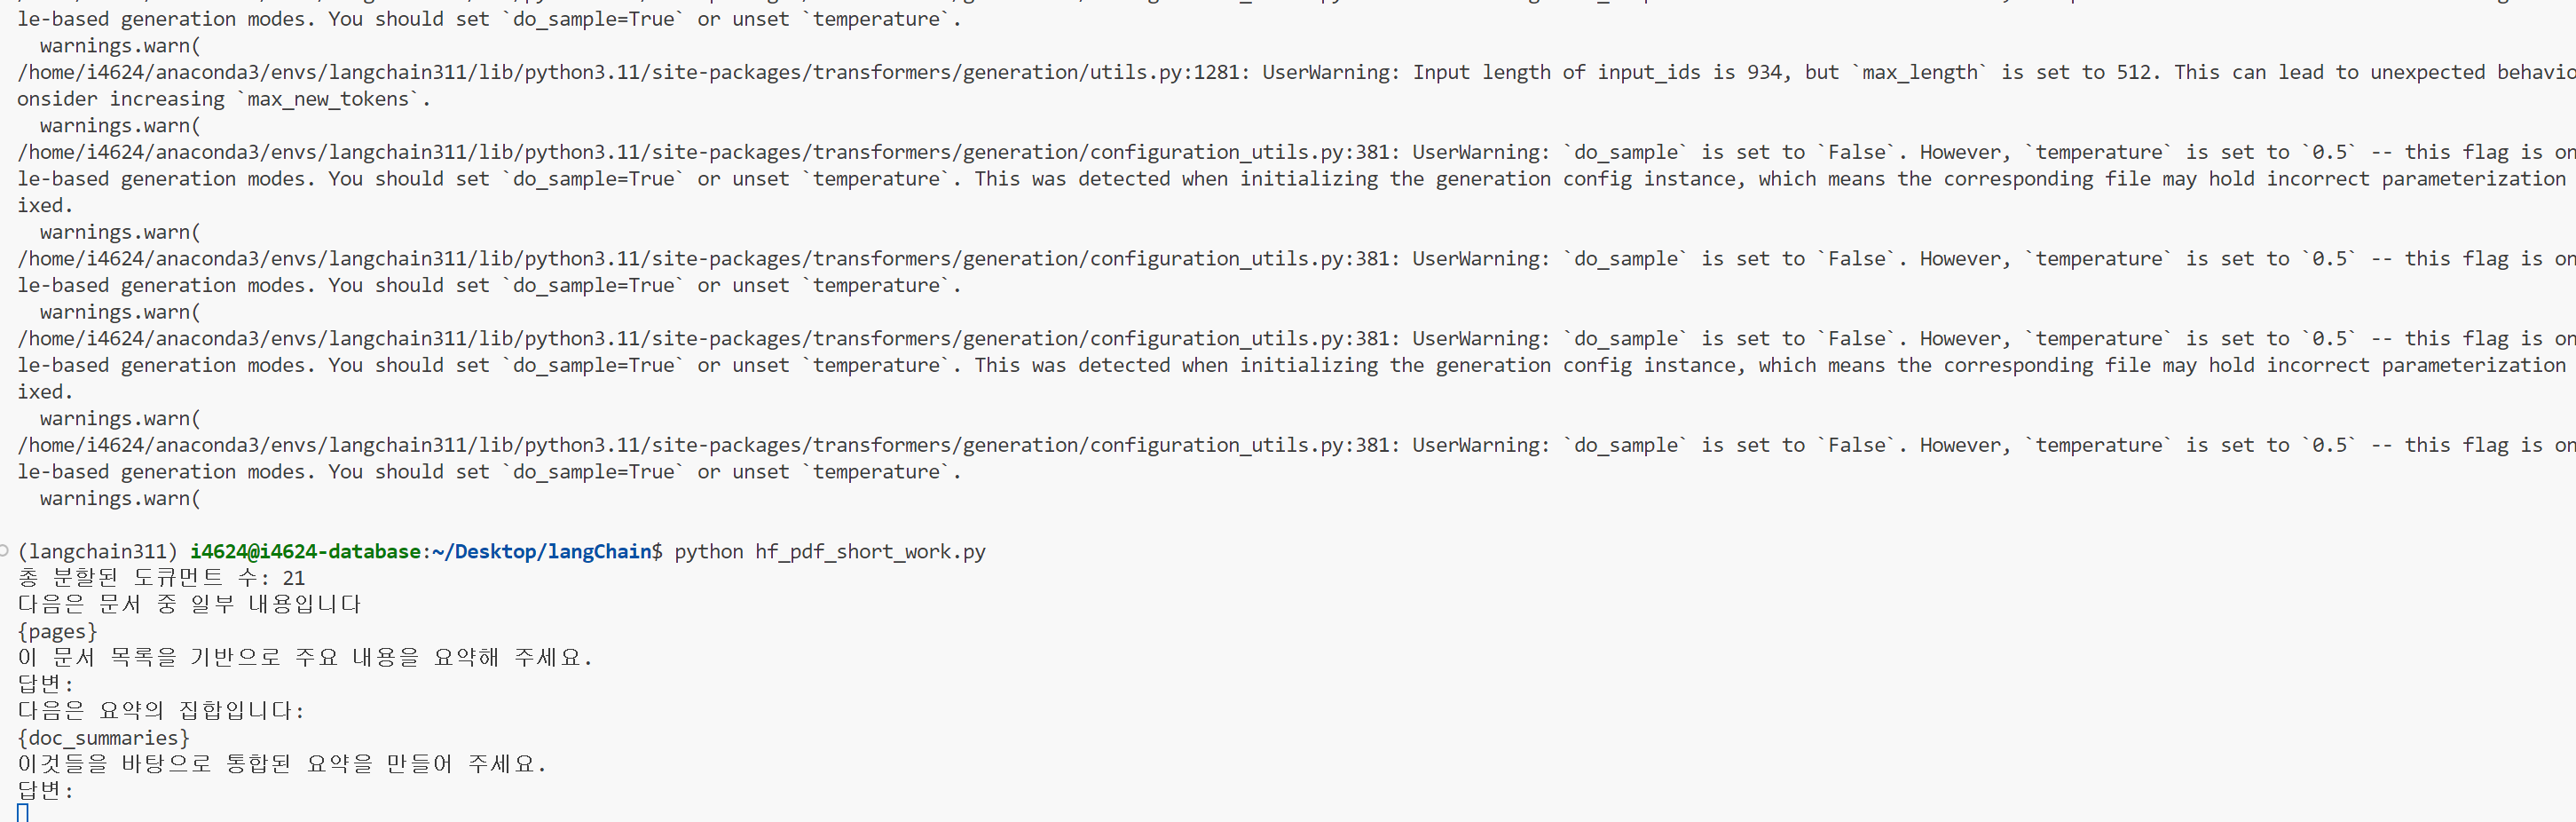 le-based generation modes. You should set `do_sample=True` or unset `temperature`.
  warnings.warn(
/home/i4624/anaconda3/envs/langchain311/lib/python3.11/site-packages/transformers/generation/utils.py:1281: UserWarning: Input length of input_ids is 934, but `max_length` is set to 512. This can lead to unexpected behavio
onsider increasing `max_new_tokens`.
  warnings.warn(
/home/i4624/anaconda3/envs/langchain311/lib/python3.11/site-packages/transformers/generation/configuration_utils.py:381: UserWarning: `do_sample` is set to `False`. However, `temperature` is set to `0.5` -- this flag is on
le-based generation modes. You should set `do_sample=True` or unset `temperature`. This was detected when initializing the generation config instance, which means the corresponding file may hold incorrect parameterization
ixed.
  warnings.warn(
/home/i4624/anaconda3/envs/langchain311/lib/python3.11/site-packages/transformers/generation/configuration_utils.py:381: UserWarning: `do_sample` is set to `False`. However, `temperature` is set to `0.5` -- this flag is on
le-based generation modes. You should set `do_sample=True` or unset `temperature`.
  warnings.warn(
/home/i4624/anaconda3/envs/langchain311/lib/python3.11/site-packages/transformers/generation/configuration_utils.py:381: UserWarning: `do_sample` is set to `False`. However, `temperature` is set to `0.5` -- this flag is on
le-based generation modes. You should set `do_sample=True` or unset `temperature`. This was detected when initializing the generation config instance, which means the corresponding file may hold incorrect parameterization
ixed.
  warnings.warn(
/home/i4624/anaconda3/envs/langchain311/lib/python3.11/site-packages/transformers/generation/configuration_utils.py:381: UserWarning: `do_sample` is set to `False`. However, `temperature` is set to `0.5` -- this flag is on
le-based generation modes. You should set `do_sample=True` or unset `temperature`.
  warnings.warn(
(langchain311) i4624@i4624-database:~/Desktop/langChain$ python hf_pdf_short_work.py
총 분할된 도큐먼트 수: 21
다음은 문서 중 일부 내용입니다
{pages}
이 문서 목록을 기반으로 주요 내용을 요약해 주세요.
답변:
다음은 요약의 집합입니다:
{doc_summaries}
이것들을 바탕으로 통합된 요약을 만들어 주세요.
답변: